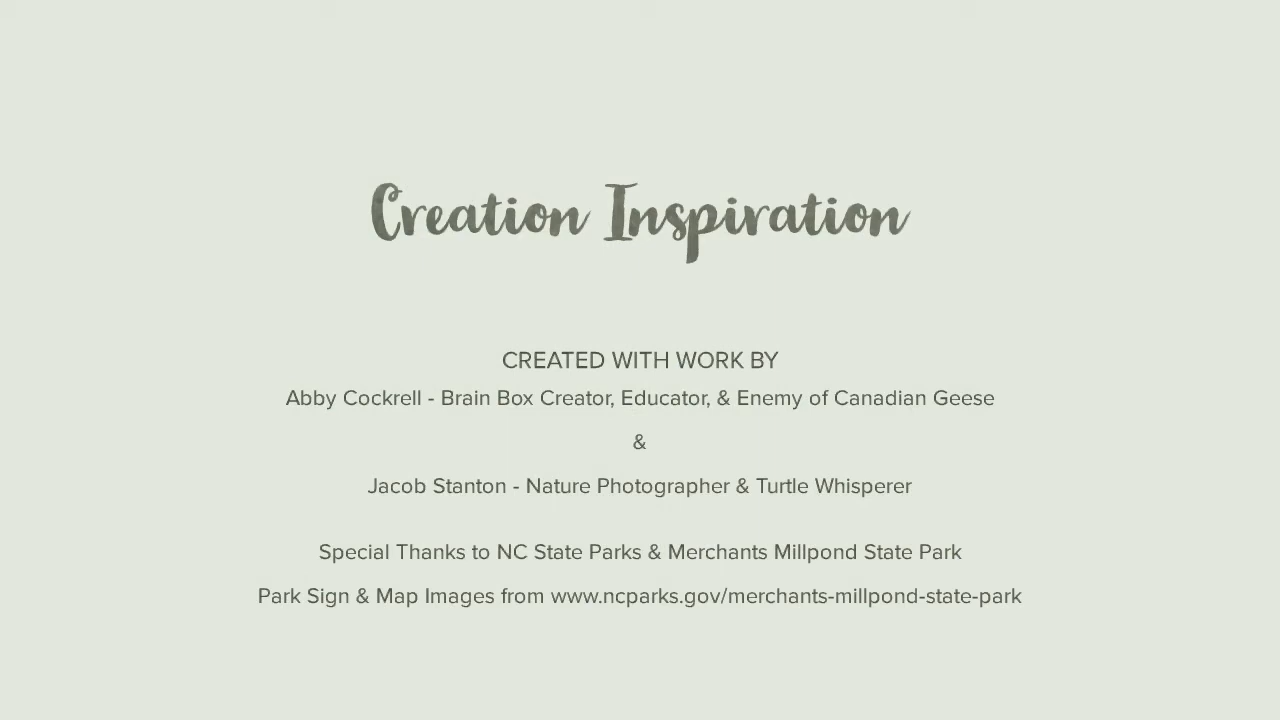 Creation Inspiration
CREATED WITH WORK BY
Abby Cockrell - Brain Box Creator, Educator, & Enemy of Canadian Geese
&
Jacob Stanton - Nature Photographer & Turtle Whisperer
Special Thanks to NC State Parks & Merchants Millpond State Park
Park Sign & Map Images from www.ncparks.gov/merchants-millpond-state-park